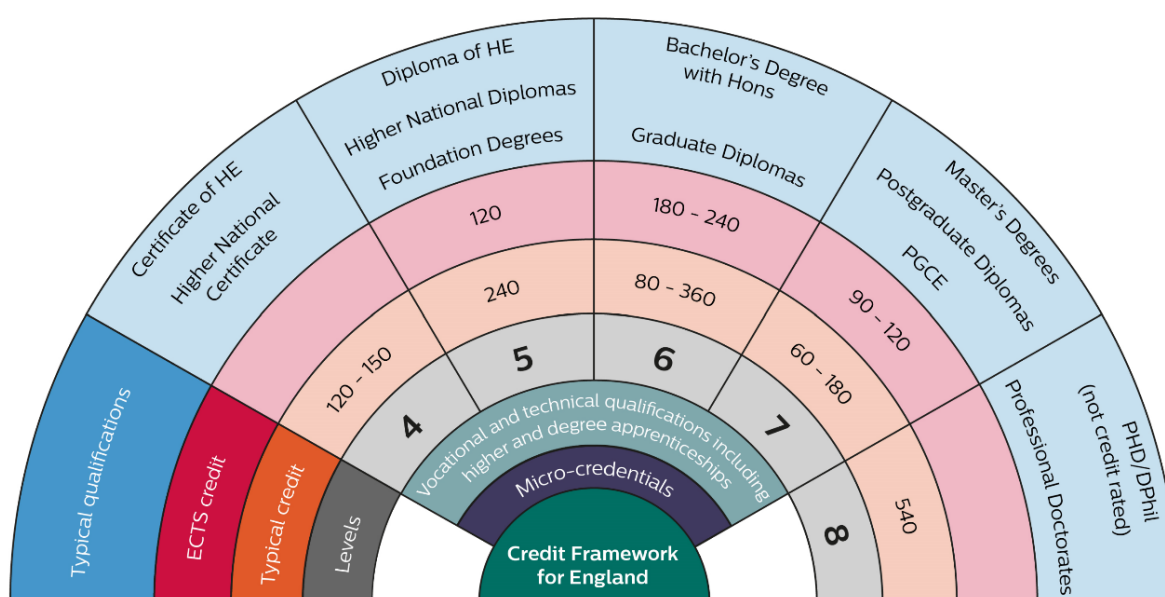 Typical qualifications
ECTS credit
Typical credit
Levels
Certificate of HE
Higher National
Certificate
120 - 150
4
Diploma of HE
Higher National Diplomas
Foundation Degrees
120
240
5
Bachelor's Degree
with Hons
Graduate Diplomas
180 - 240
80 - 360
6
Master's Degrees
Postgraduate Diplomas
PGCE
90 - 120
60 - 180
7
PHD/DPhil
(not credit rated)
Professional Doctorates
540
8
Vocational and technical qualifications including
higher and degree apprenticeships
Micro-credentials
Credit Framework
for England